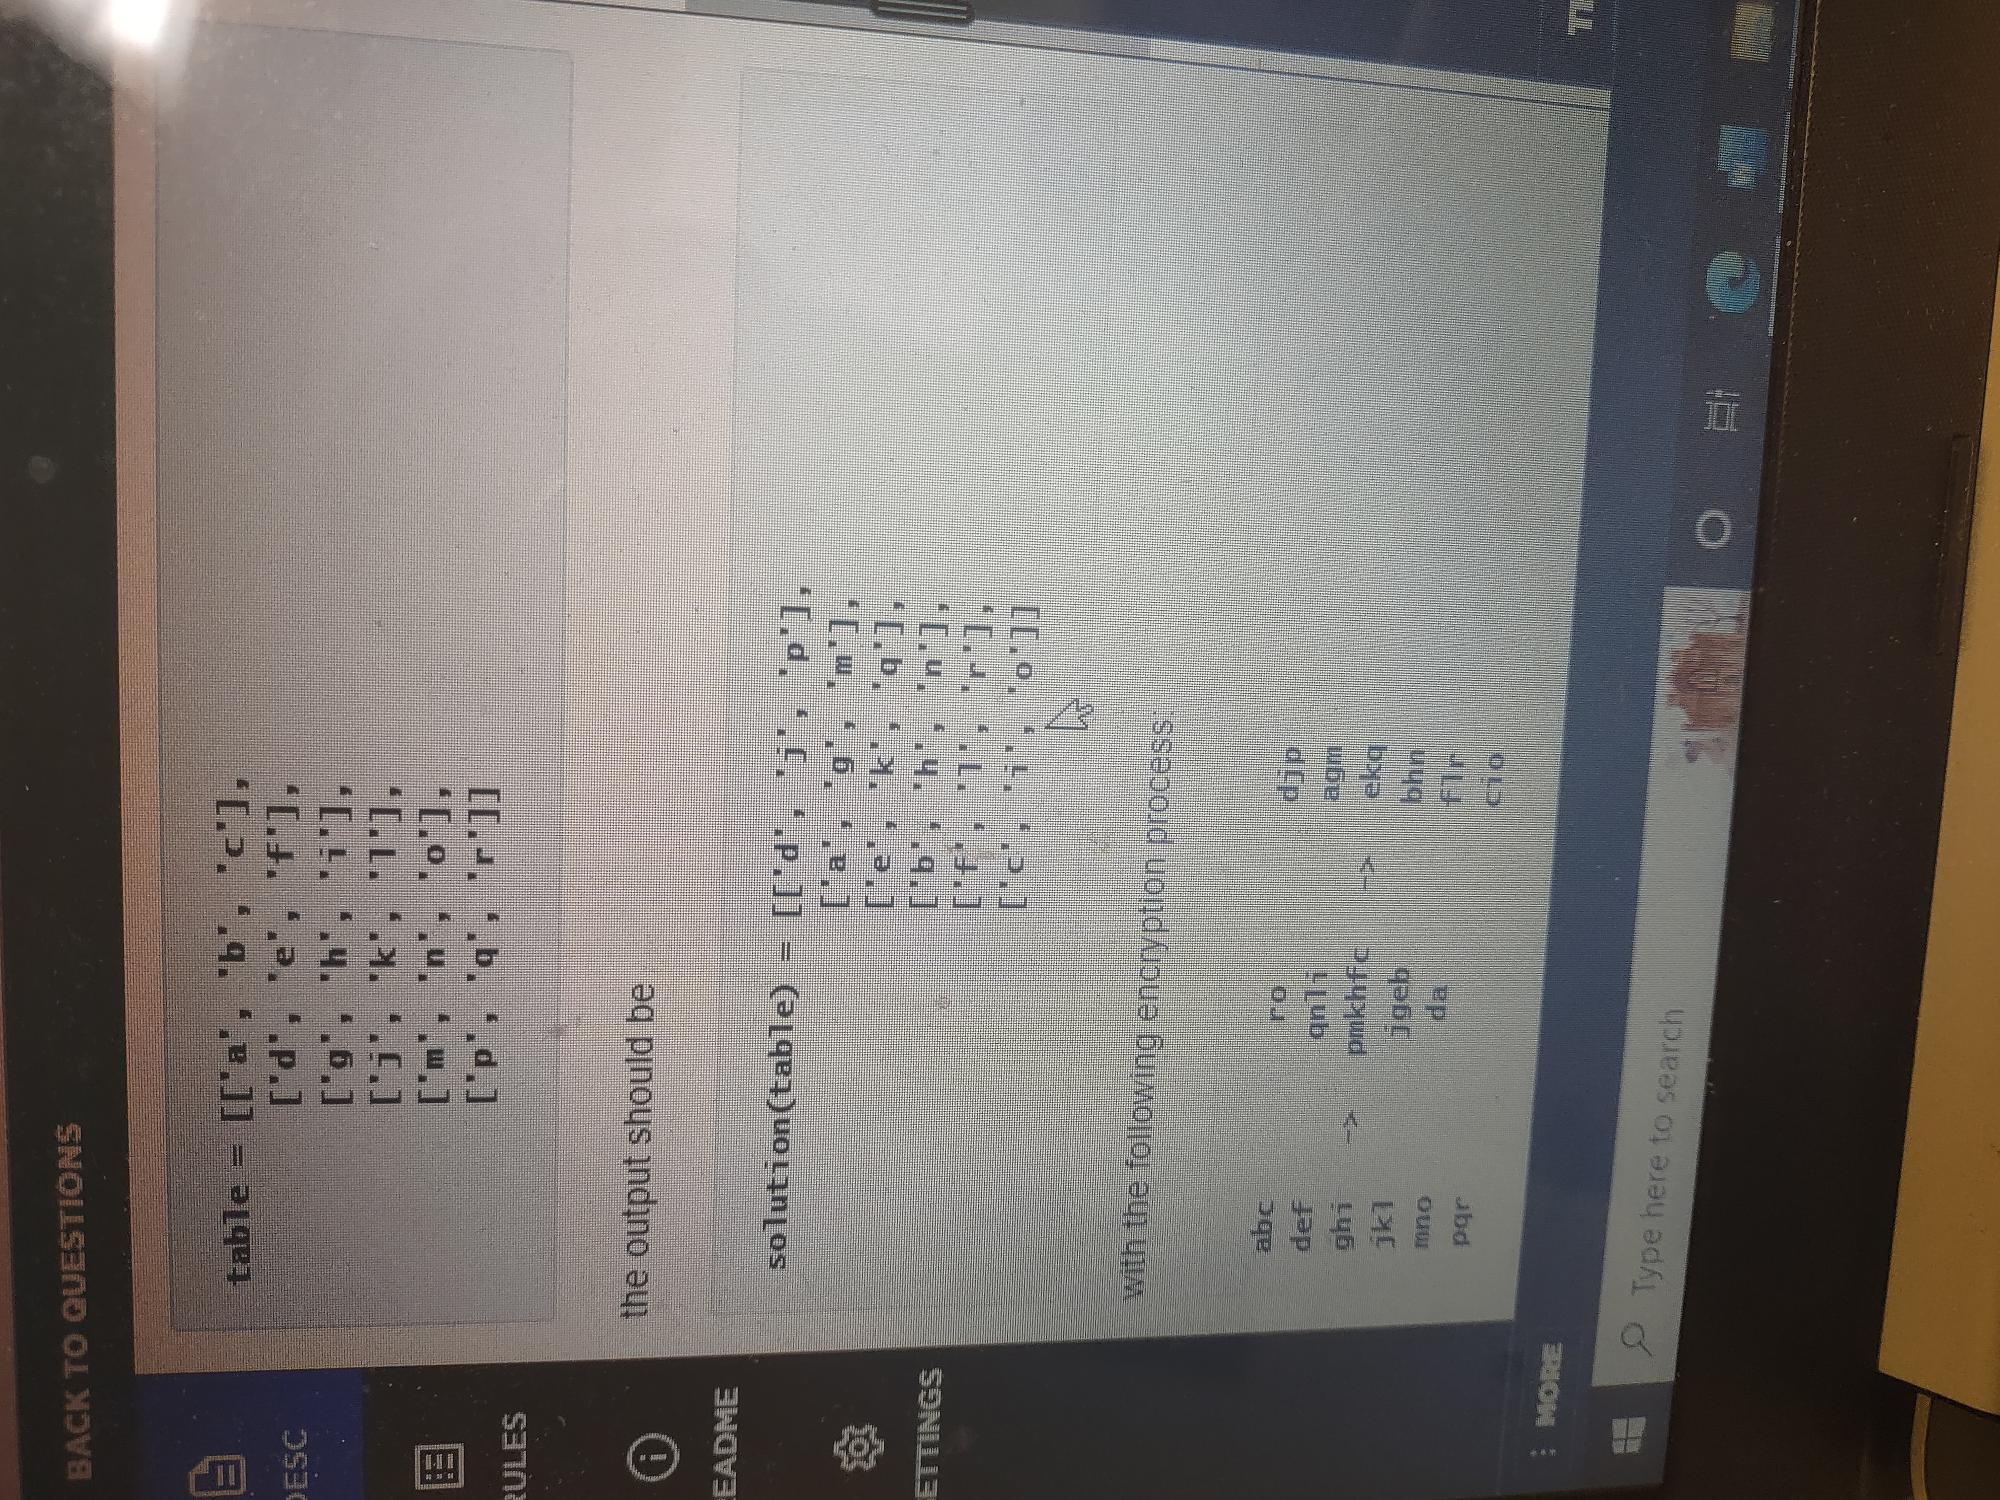 BACK TO QUESTIONS
DESC
RULES
README
SETTINGS
table = [['a', 'b', 'c'],
['d', 'e', 'f'],
['g', 'h', 'i'],
['j', 'k', 'l'],
['m', 'n', 'o'],
['p', 'q', 'r']]
the output should be
solution(table) = [['d', 'j', 'p'],
['a', 'g', 'm'],
['e', 'k', 'q'],
['b', 'h', 'n'],
['f', 'l', 'r'],
['c', 'i', 'o']]
with the following encryption process:
abc ro djp
def qnli agm
ghi -> pmkhfc -> ekq
jkl jgeb bhn
mno da flr
pqr cio
MORE
Type here to search